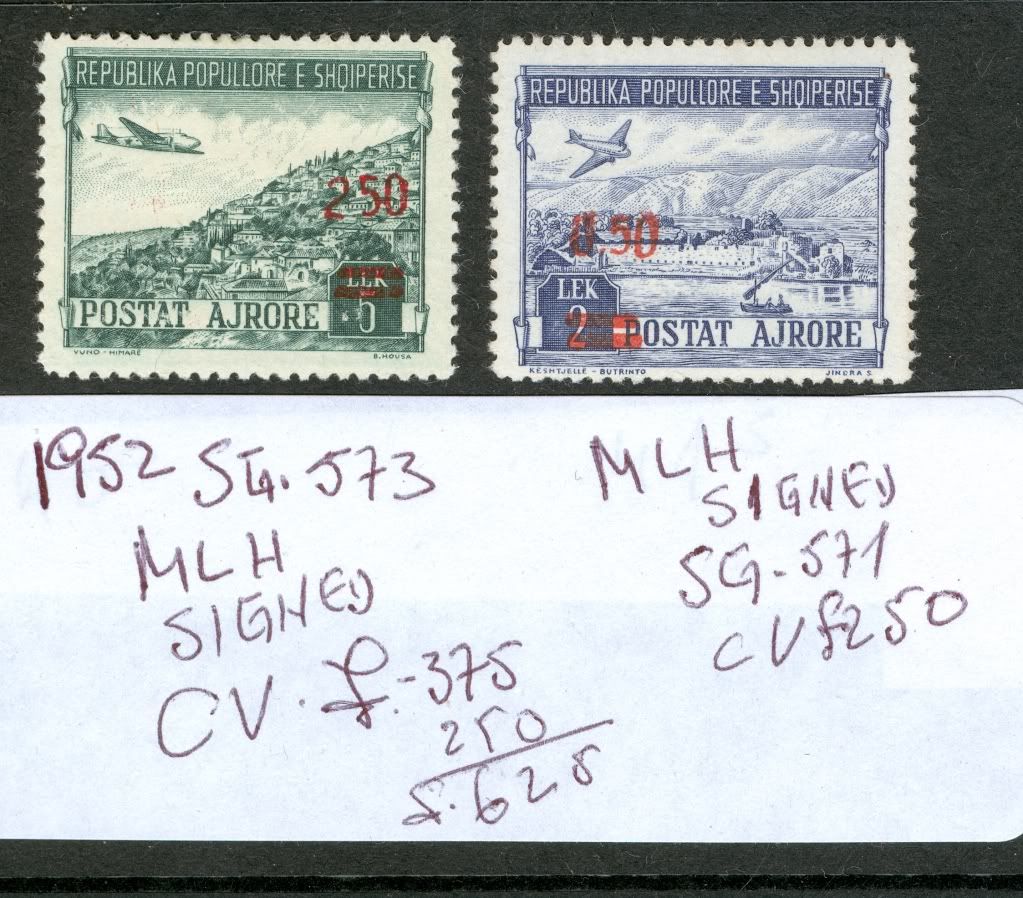 REPUBLIKA POPULLORE E SHQIPERISE
2 50
LEK
5
POSTAT AJRORE
VUNO - HIMARË
B. HOUSA
REPUBLIKA POPULLORE E SHQIPERISE
0.50
LEK
2
POSTAT AJRORE
KËSHTJELLË - BUTRINTO
JINDRA S.
1952 SG. 573
MLH
SIGNED
CV. £-375
250
£.625
MLH
SIGNED
SG-571
CV £250